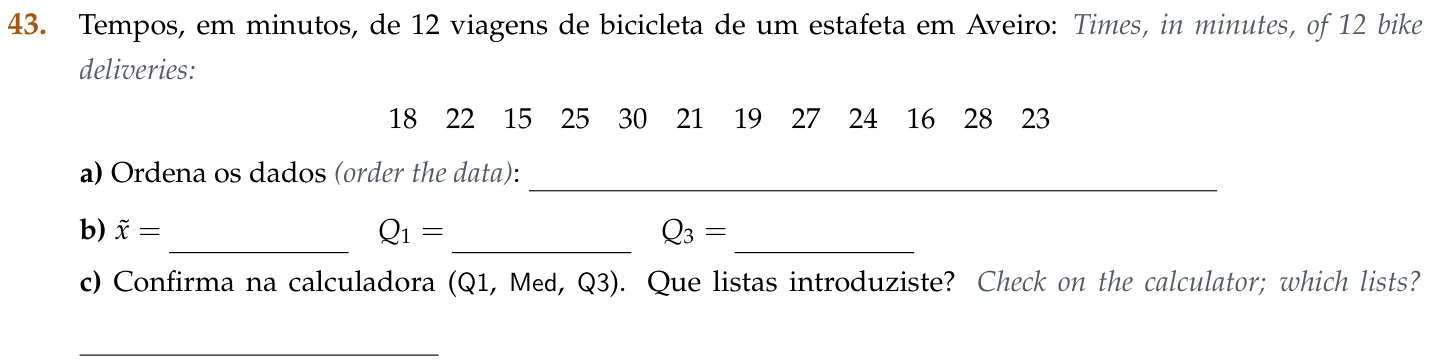 43. Tempos, em minutos, de 12 viagens de bicicleta de um estafeta em Aveiro: Times, in minutes, of 12 bike
deliveries:
18 22 15 25 30 21 19 27 24 16 28 23
a) Ordena os dados (order the data):
b) x̃ = Q₁ = Q₃ =
c) Confirma na calculadora (Q1, Med, Q3). Que listas introduziste? Check on the calculator; which lists?